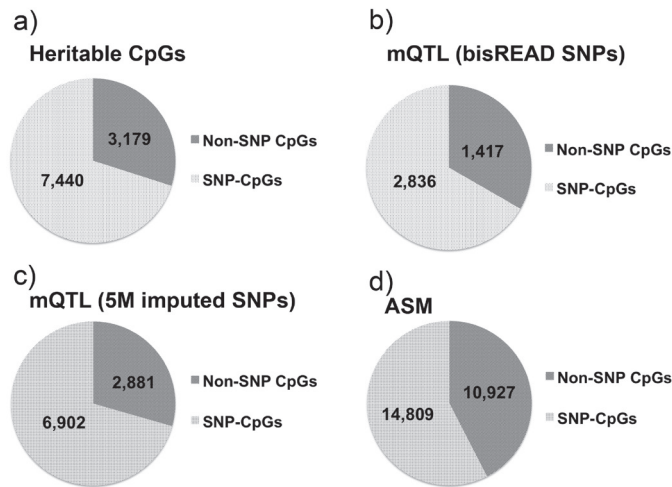 a)
Heritable CpGs
3,179
7,440
Non-SNP CpGs
SNP-CpGs
b)
mQTL (bisREAD SNPs)
1,417
2,836
Non-SNP CpGs
SNP-CpGs
c)
mQTL (5M imputed SNPs)
2,881
6,902
Non-SNP CpGs
SNP-CpGs
d)
ASM
10,927
14,809
Non-SNP CpGs
SNP-CpGs